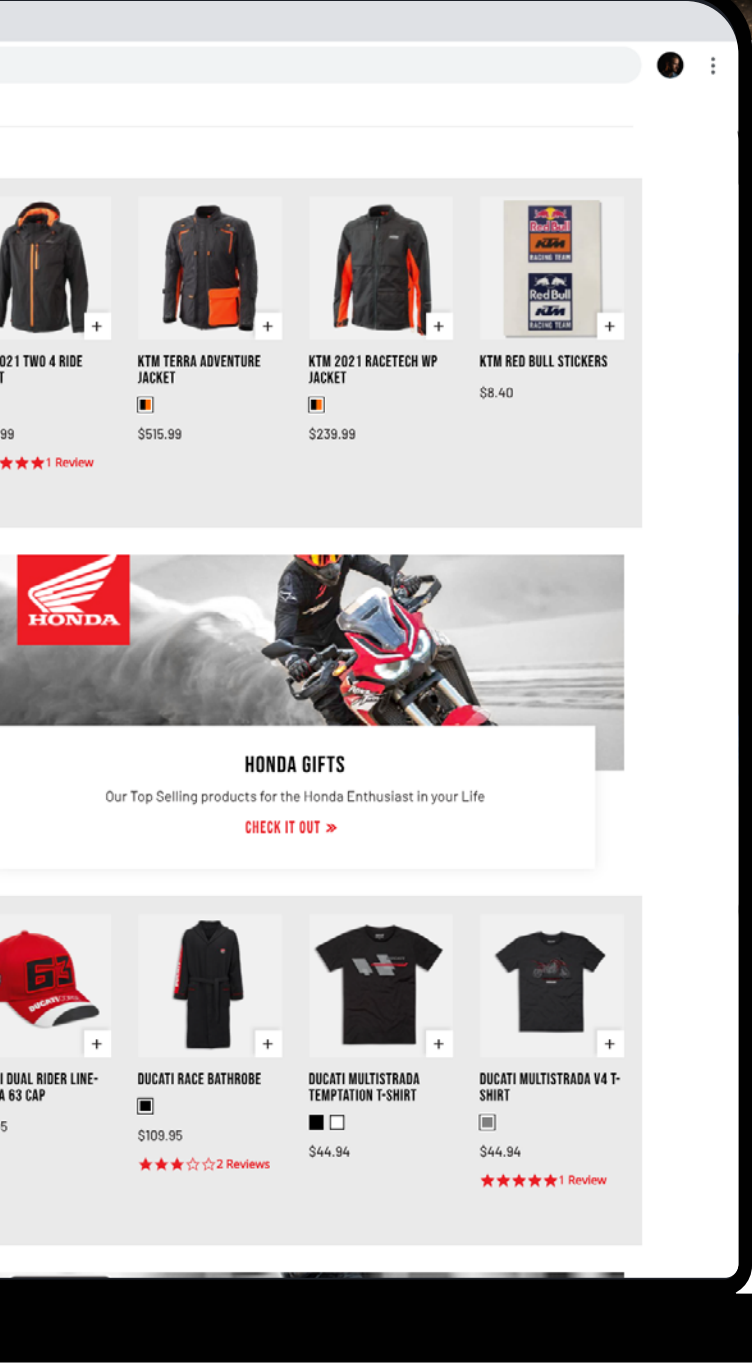 021 TWO 4 RIDE
T
99
1 Review
KTM TERRA ADVENTURE
JACKET
$515.99
KTM 2021 RACETECH WP
JACKET
$239.99
Red Bull
KTM
RACING TEAM
Red Bull
KTM
RACING TEAM
KTM RED BULL STICKERS
$8.40
HONDA
HONDA GIFTS
Our Top Selling products for the Honda Enthusiast in your Life
CHECK IT OUT »
63
DUCATI CORSE
I DUAL RIDER LINE-
A 63 CAP
5
DUCATI RACE BATHROBE
$109.95
2 Reviews
DUCATI MULTISTRADA
TEMPTATION T-SHIRT
$44.94
DUCATI MULTISTRADA V4 T-
SHIRT
$44.94
1 Review